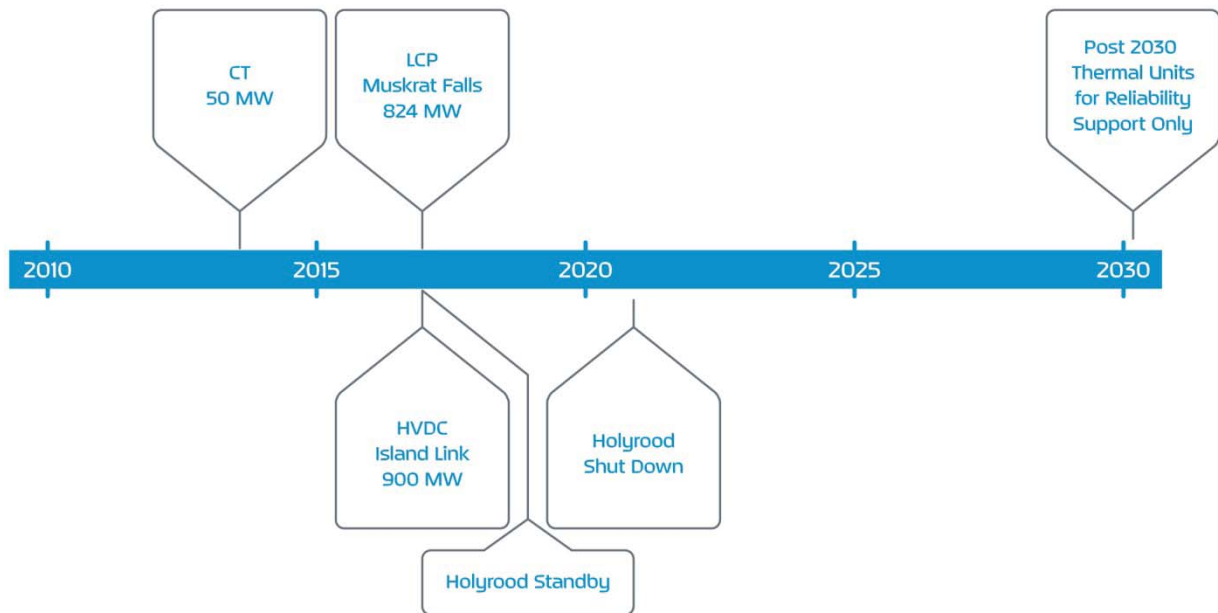 CT
50 MW
LCP
Muskrat Falls
824 MW
Post 2030
Thermal Units
for Reliability
Support Only
2010
2015
2020
2025
2030
HVDC
Island Link
900 MW
Holyrood
Shut Down
Holyrood Standby